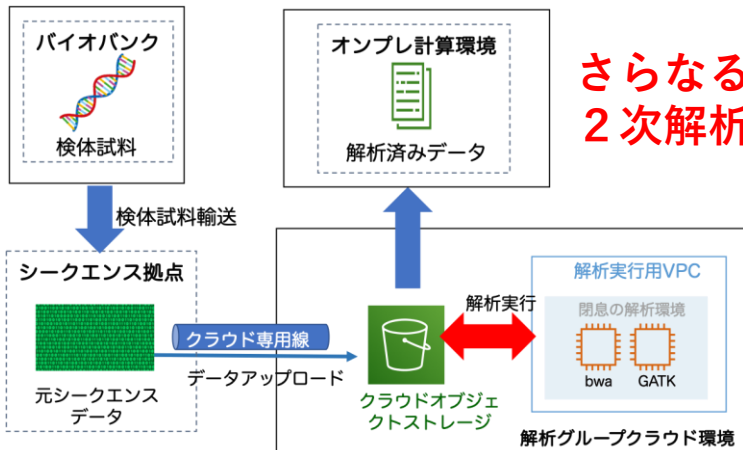 バイオバンク
検体試料
オンプレ計算環境
解析済みデータ
さらなる
２次解析
検体試料輸送
シークエンス拠点
元シークエンス
データ
クラウド専用線
データアップロード
クラウドオブジェ
クトストレージ
解析実行
解析実行用VPC
閉息の解析環境
bwa
GATK
解析グループクラウド環境